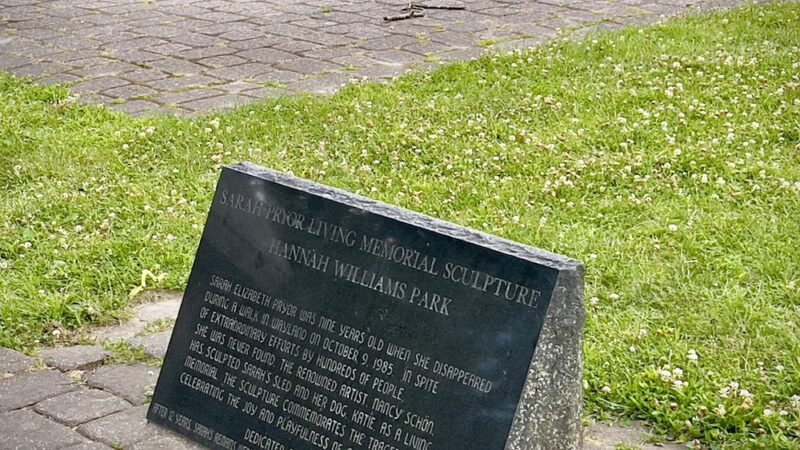 SARAH PRYOR LIVING MEMORIAL SCULPTURE
HANNAH WILLIAMS PARK
SARAH ELIZABETH PRYOR WAS NINE YEARS OLD WHEN SHE DISAPPEARED
DURING A WALK IN WAYLAND ON OCTOBER 9, 1985. IN SPITE
OF EXTRAORDINARY EFFORTS BY HUNDREDS OF PEOPLE,
SHE WAS NEVER FOUND. THE RENOWNED ARTIST, NANCY SCHÖN,
HAS SCULPTED SARAH'S SLED AND HER DOG, KATIE AS A LIVING
MEMORIAL. THE SCULPTURE COMMEMORATES THE
CELEBRATING THE JOY AND PLAYFULNESS OF
DEDICATED
AFTER 12 YEARS, SARAH'S REMAINS